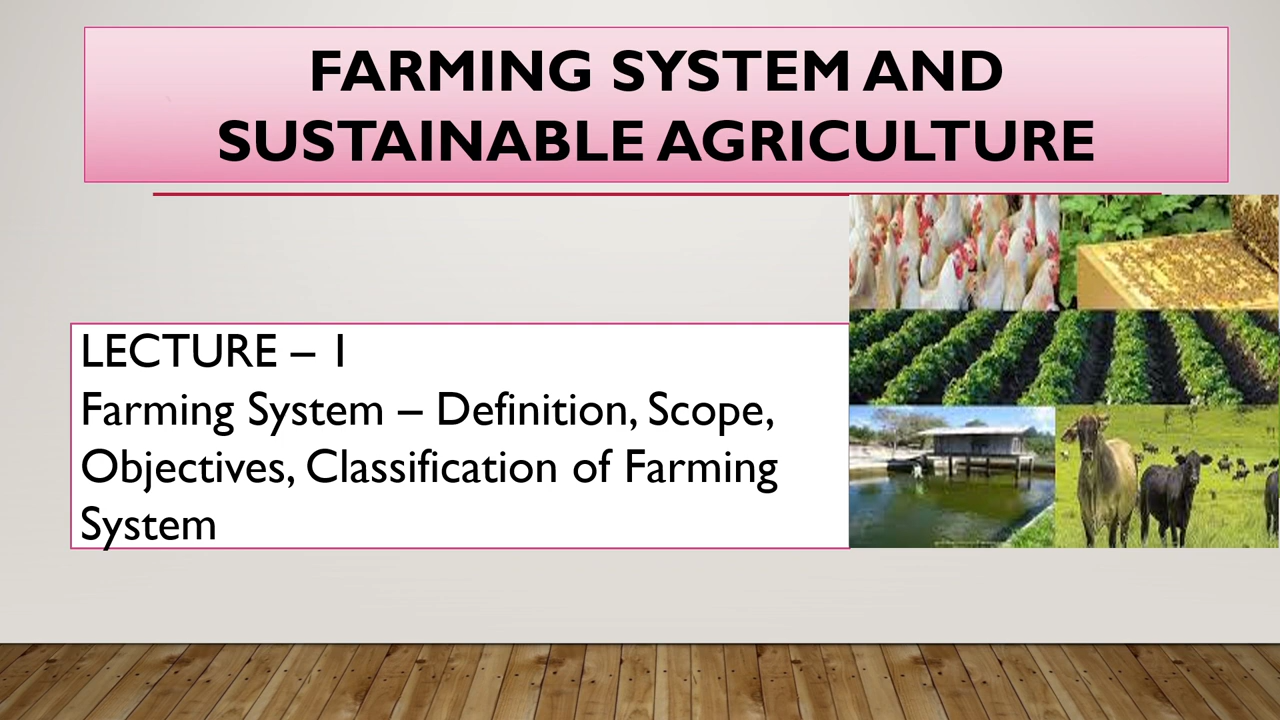 FARMING SYSTEM AND
SUSTAINABLE AGRICULTURE
LECTURE – 1
Farming System – Definition, Scope,
Objectives, Classification of Farming
System